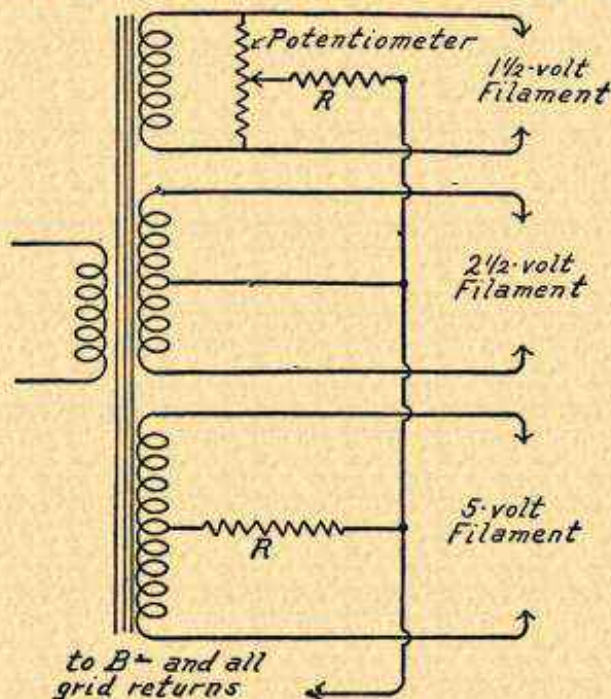 Potentiometer
R
1½-volt
Filament
2½-volt
Filament
R
5-volt
Filament
to B- and all
grid returns